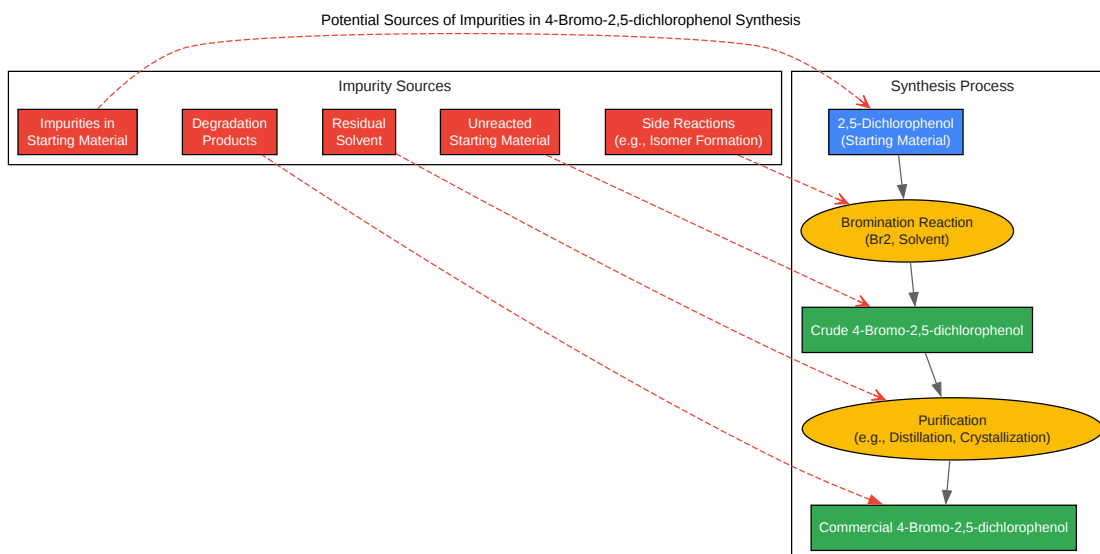 Potential Sources of Impurities in 4-Bromo-2,5-dichlorophenol Synthesis
Impurity Sources
Impurities in
Starting Material
Degradation
Products
Residual
Solvent
Unreacted
Starting Material
Side Reactions
(e.g., Isomer Formation)
Synthesis Process
2,5-Dichlorophenol
(Starting Material)
Bromination Reaction
(Br2, Solvent)
Crude 4-Bromo-2,5-dichlorophenol
Purification
(e.g., Distillation, Crystallization)
Commercial 4-Bromo-2,5-dichlorophenol